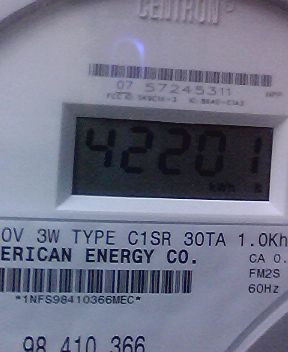 CENTRON
07 57245311
42201
kWh
0V 3W TYPE C1SR 30TA 1.0Kh
ERICAN ENERGY CO.
CA 0.
FM2S
*1NFS98410366MEC*
60Hz
98 410 366